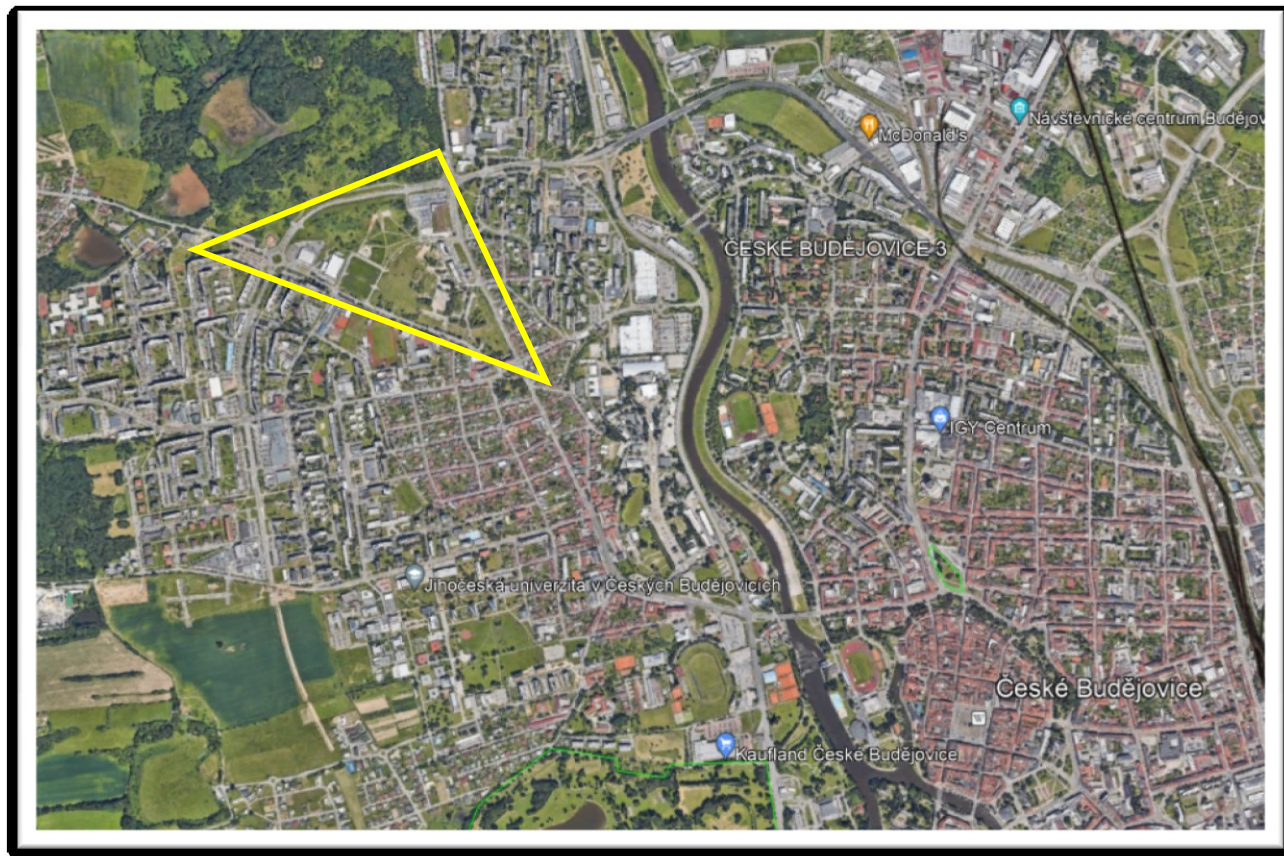 Návštěvnické centrum Budějov
McDonald's
ČESKÉ BUDĚJOVICE 3
IGY Centrum
Jihočeská univerzita v Českých Budějovicích
České Budějovice
Kaufland České Budějovice